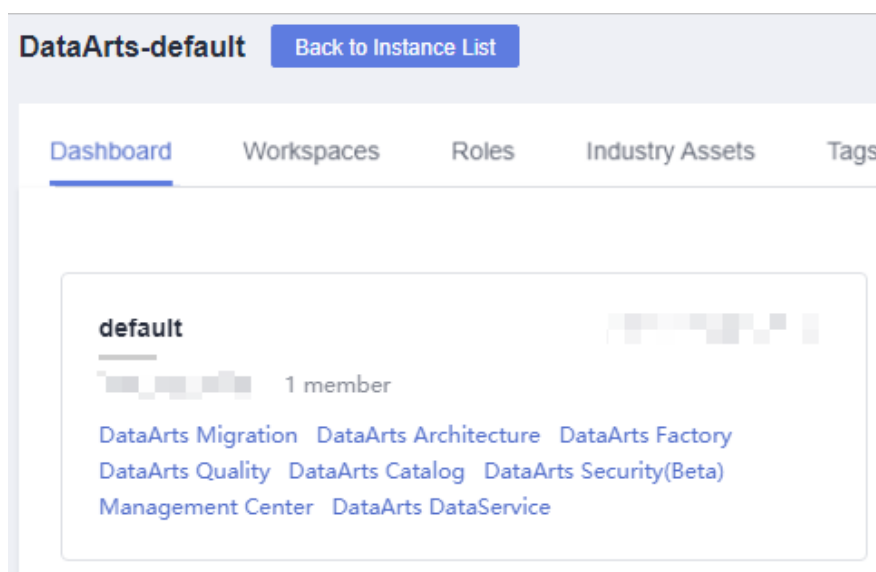 DataArts-default Back to Instance List
Dashboard Workspaces Roles Industry Assets Tags
default
1 member
DataArts Migration DataArts Architecture DataArts Factory
DataArts Quality DataArts Catalog DataArts Security(Beta)
Management Center DataArts DataService